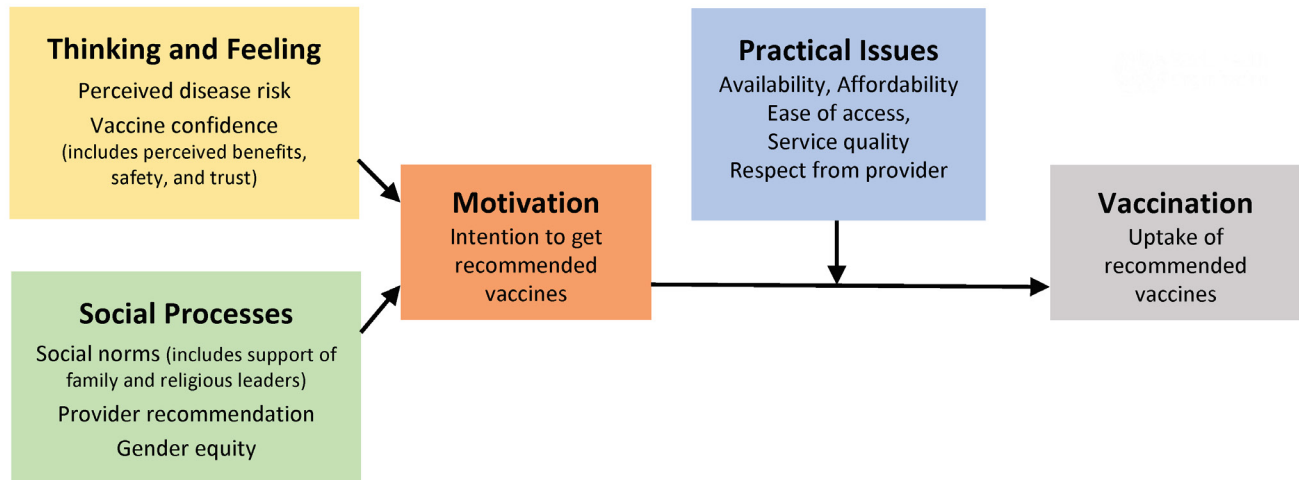 Thinking and Feeling
Perceived disease risk
Vaccine confidence
(includes perceived benefits,
safety, and trust)
Social Processes
Social norms (includes support of
family and religious leaders)
Provider recommendation
Gender equity
Motivation
Intention to get
recommended
vaccines
Practical Issues
Availability, Affordability
Ease of access,
Service quality
Respect from provider
Vaccination
Uptake of
recommended
vaccines